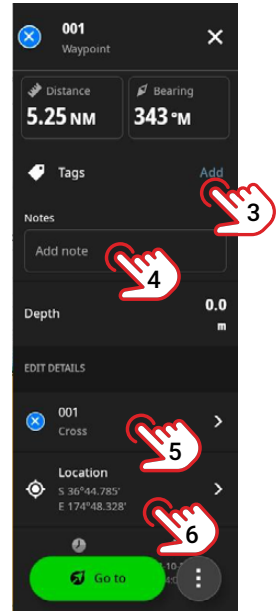 001
Waypoint
Distance
5.25 NM
Bearing
343 °M
Tags
Add
3
Notes
Add note
4
Depth
0.0
m
EDIT DETAILS
001
Cross
5
Location
S 36°44.785'
E 174°48.328'
6
Go to